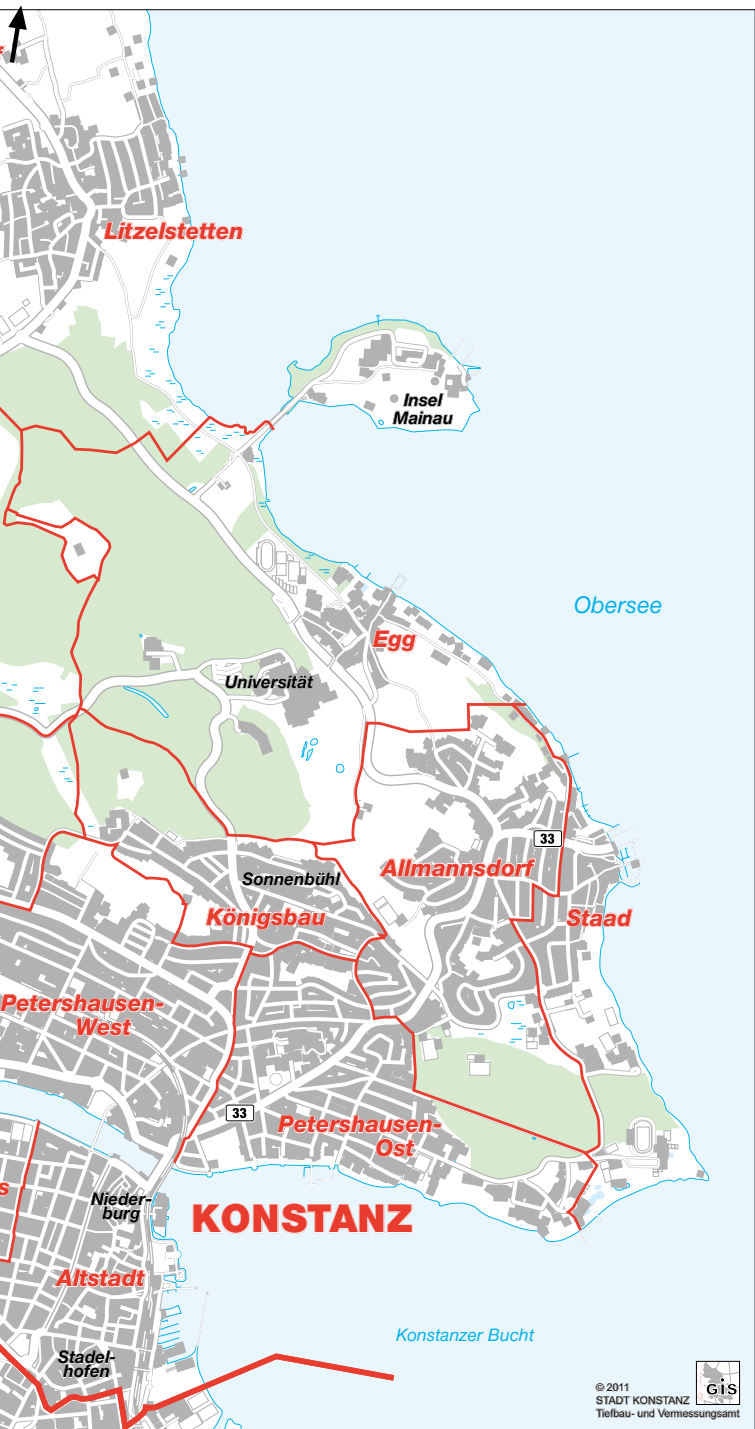 Litzelstetten
Insel
Mainau
Obersee
Egg
Universität
33
Allmannsdorf
Sonnenbühl
Königsbau
Staad
Petershausen-
West
33
Petershausen-
Ost
Nieder-
burg
KONSTANZ
Altstadt
Konstanzer Bucht
Stadel-
hofen
© 2011
STADT KONSTANZ
Tiefbau- und Vermessungsamt
GiS
s